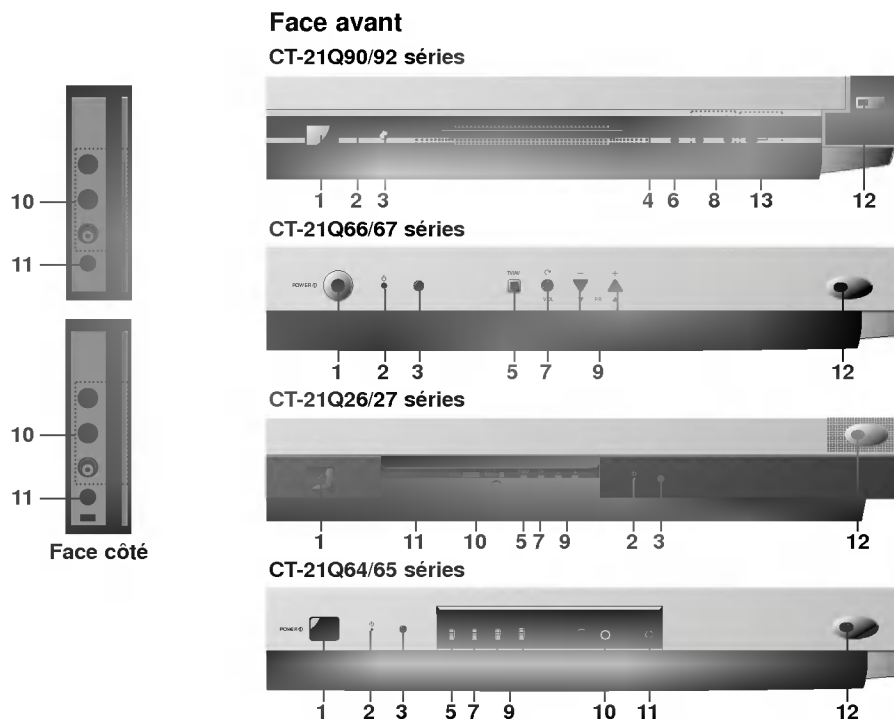 Face avant
CT-21Q90/92 séries
10
11
1 2 3 4 6 8 13 12
CT-21Q66/67 séries
POWER
TV/AV
- +
VOL PR
1 2 3 5 7 9 12
CT-21Q26/27 séries
10
11
1 11 10 5 7 9 2 3 12
Face côté
CT-21Q64/65 séries
POWER
1 2 3 5 7 9 10 11 12